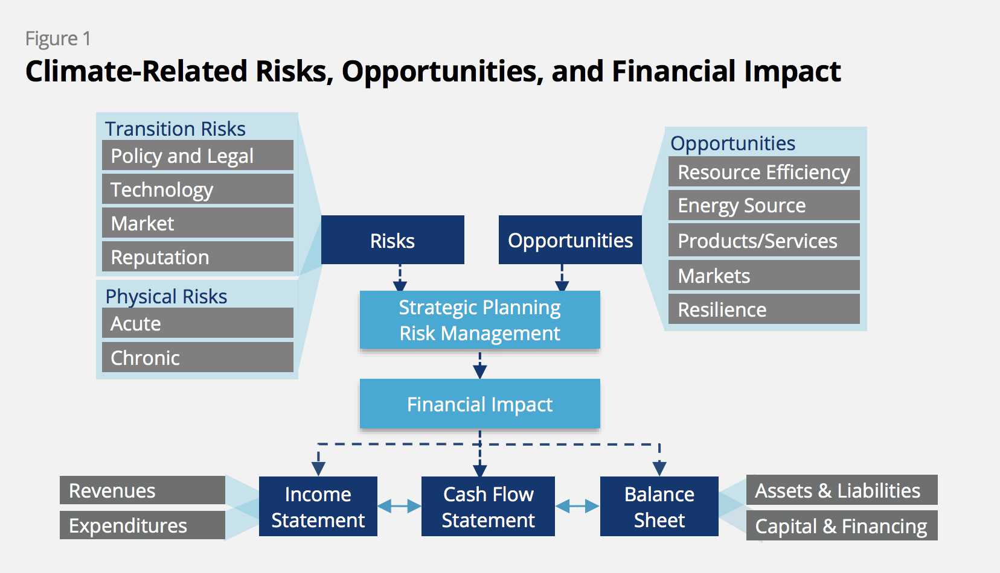 Figure 1
Climate-Related Risks, Opportunities, and Financial Impact
Transition Risks
Policy and Legal
Technology
Market
Reputation
Physical Risks
Acute
Chronic
Risks
Opportunities
Opportunities
Resource Efficiency
Energy Source
Products/Services
Markets
Resilience
Strategic Planning
Risk Management
Financial Impact
Revenues
Expenditures
Income
Statement
Cash Flow
Statement
Balance
Sheet
Assets & Liabilities
Capital & Financing